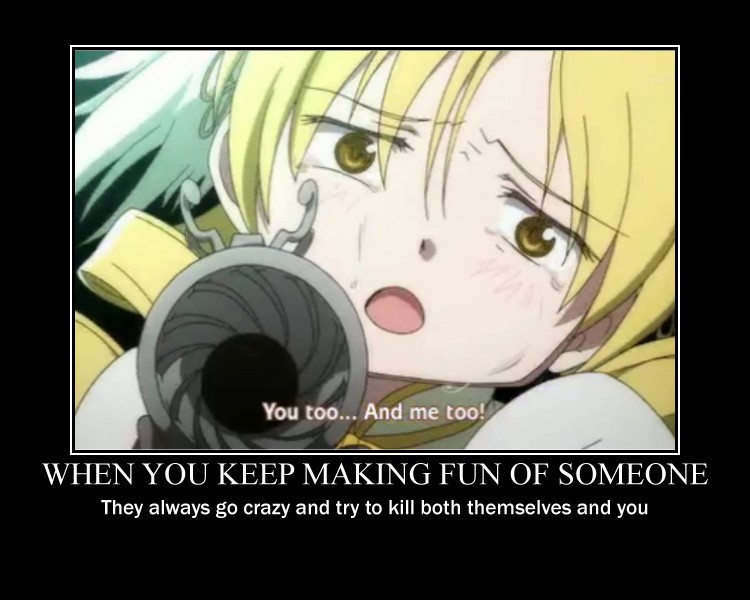 You too... And me too!
WHEN YOU KEEP MAKING FUN OF SOMEONE
They always go crazy and try to kill both themselves and you